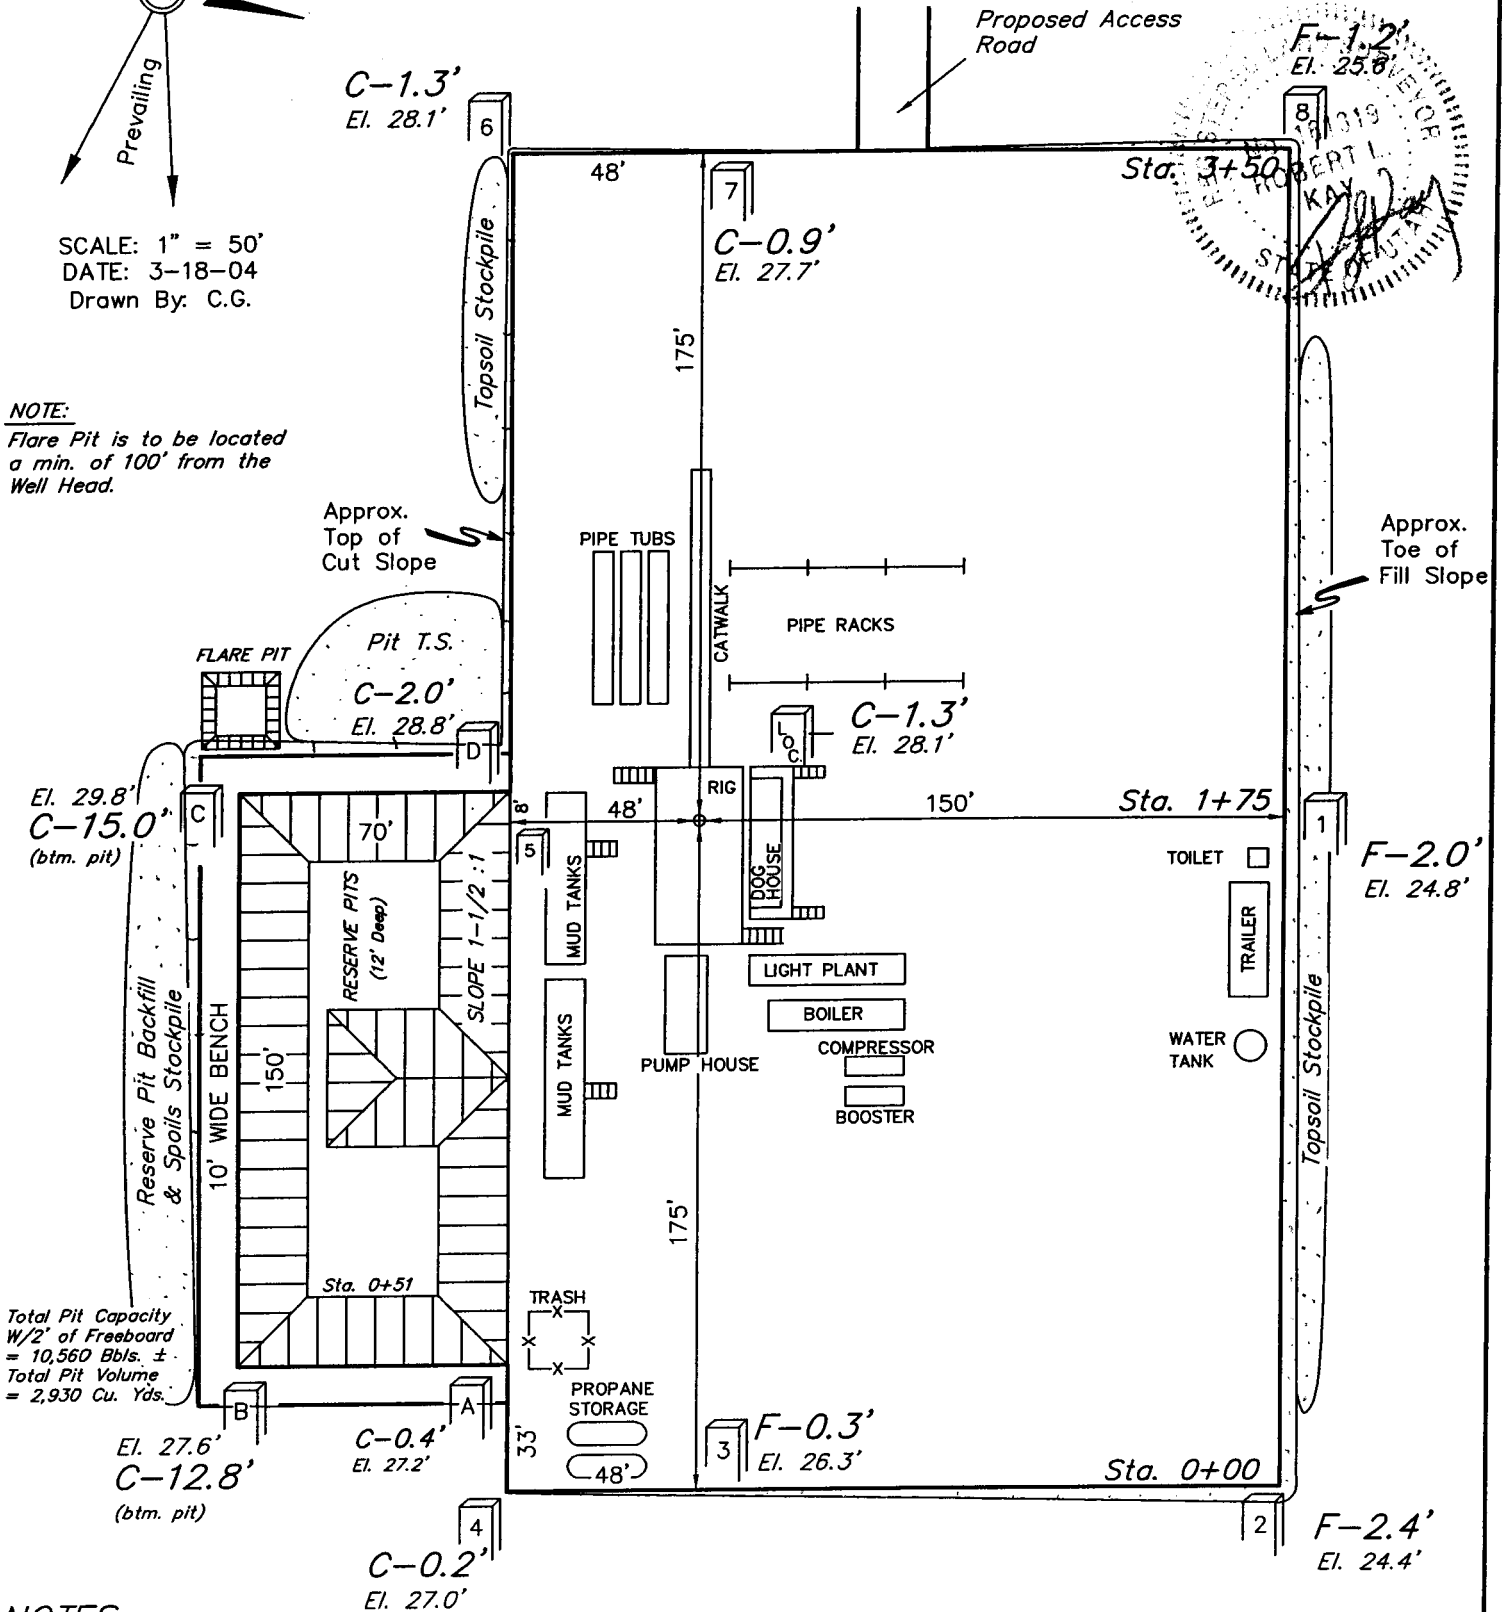 Prevailing
SCALE: 1" = 50'
DATE: 3-18-04
Drawn By: C.G.
Proposed Access
Road
F-1.2'
C-1.3'
El. 28.1'
6
8
161319
ROBERT L.
KAY
STATE OF UTAH
48'
7
Sta. 3+50
C-0.9'
El. 27.7'
Topsoil Stockpile
175'
NOTE:
Flare Pit is to be located
a min. of 100' from the
Well Head.
Approx.
Top of
Cut Slope
Approx.
Toe of
Fill Slope
PIPE TUBS
CATWALK
PIPE RACKS
FLARE PIT
Pit T.S.
C-2.0'
El. 28.8'
D
LOC.
C-1.3'
El. 28.1'
El. 29.8'
C-15.0'
(btm. pit)
C
70'
8'
48'
RIG
150'
Sta. 1+75
1
F-2.0'
El. 24.8'
5
DOG
HOUSE
TOILET
TRAILER
MUD TANKS
RESERVE PITS
(12' Deep)
SLOPE 1-1/2 :1
LIGHT PLANT
BOILER
COMPRESSOR
BOOSTER
PUMP HOUSE
WATER
TANK
Topsoil Stockpile
MUD TANKS
Reserve Pit Backfill
& Spoils Stockpile
10' WIDE BENCH
150'
175'
Sta. 0+51
TRASH
Total Pit Capacity
W/2' of Freeboard
= 10,560 Bbls. ±
Total Pit Volume
= 2,930 Cu. Yds.
B
A
PROPANE
STORAGE
33'
48'
3
F-0.3'
El. 26.3'
Sta. 0+00
El. 27.6'
C-12.8'
(btm. pit)
C-0.4'
El. 27.2'
4
2
F-2.4'
El. 24.4'
C-0.2'
El. 27.0'